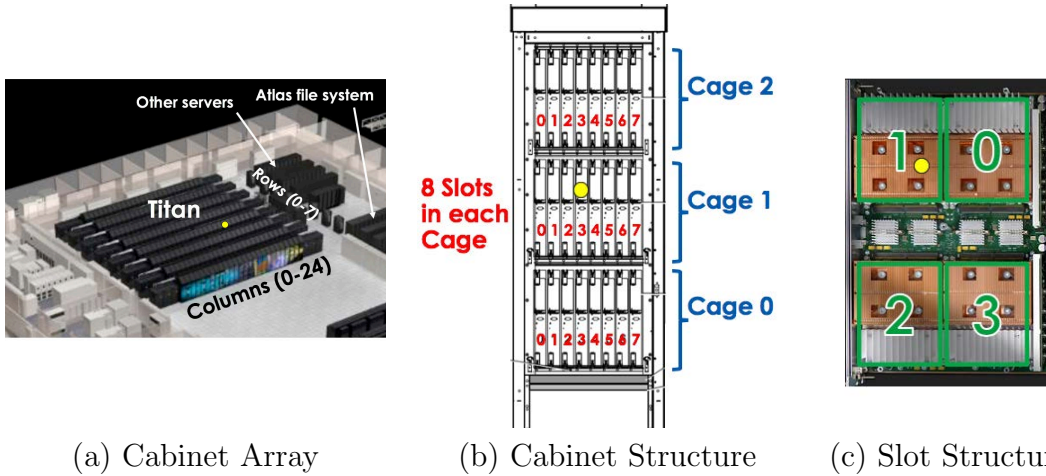 Other servers
Atlas file system
Rows (0-7)
Titan
Columns (0-24)
(a) Cabinet Array
Cage 2
0 1 2 3 4 5 6 7
8 Slots
in each
Cage
Cage 1
0 1 2 3 4 5 6 7
Cage 0
0 1 2 3 4 5 6 7
(b) Cabinet Structure
1 0
2 3
(c) Slot Structu